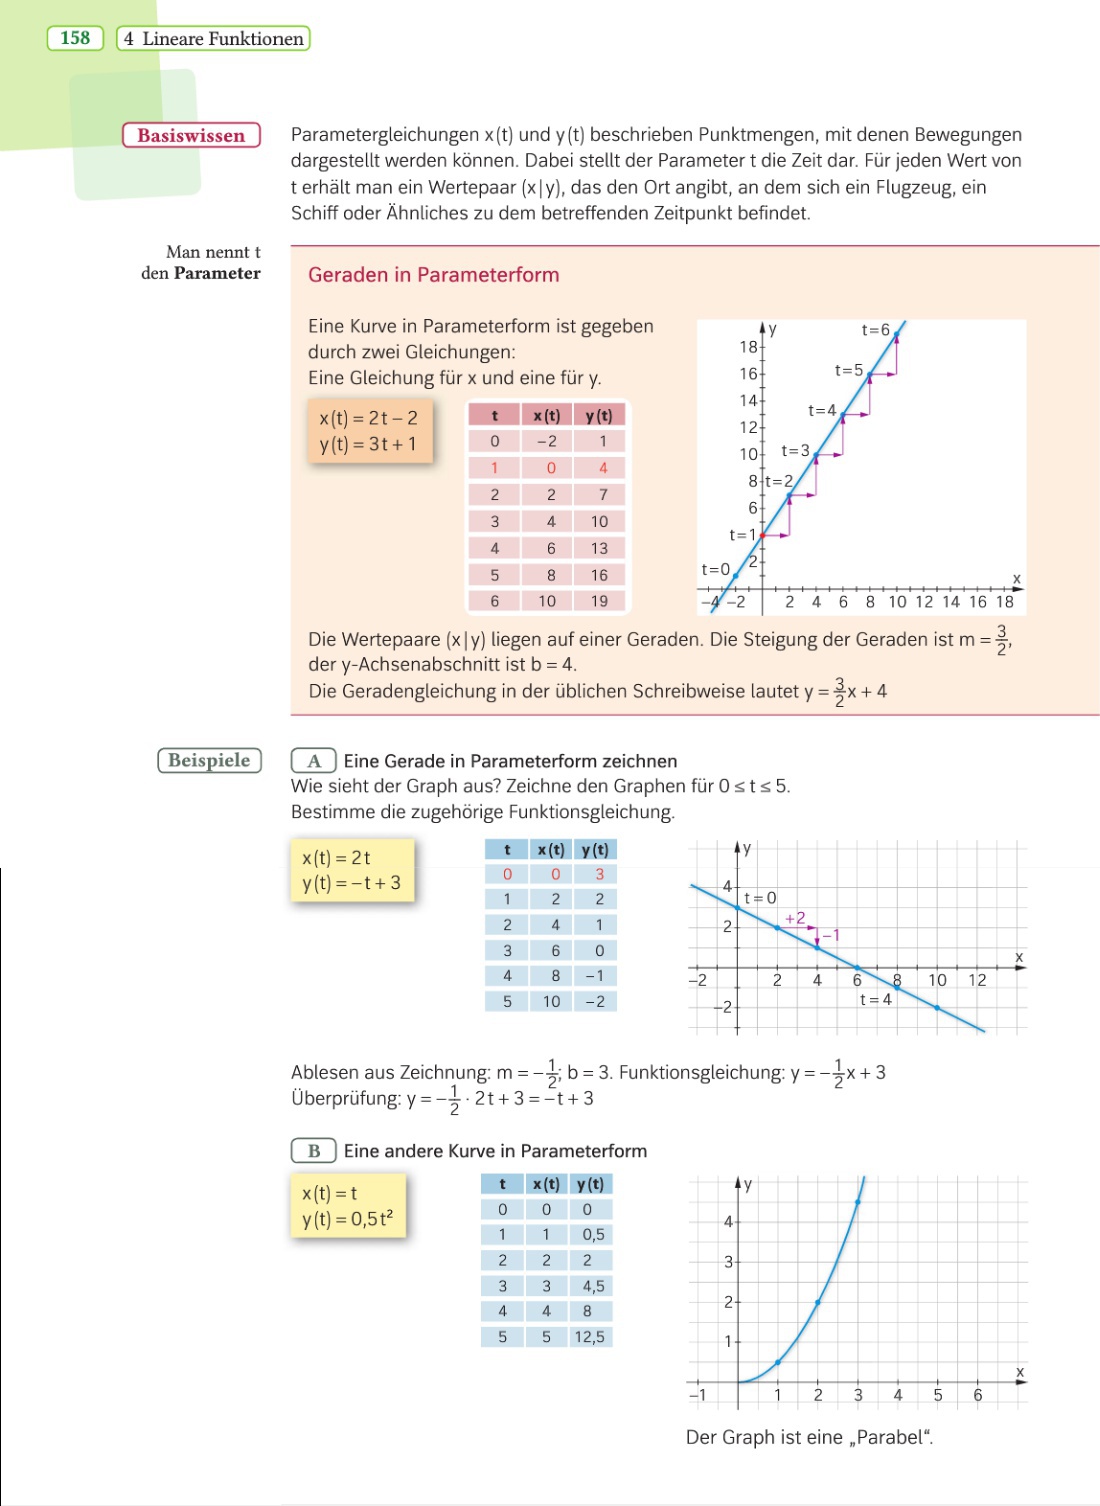 158
4 Lineare Funktionen
Basiswissen
Parametergleichungen x(t) und y(t) beschrieben Punktmengen, mit denen Bewegungen
dargestellt werden können. Dabei stellt der Parameter t die Zeit dar. Für jeden Wert von
t erhält man ein Wertepaar (x|y), das den Ort angibt, an dem sich ein Flugzeug, ein
Schiff oder Ähnliches zu dem betreffenden Zeitpunkt befindet.
Man nennt t
den Parameter
Geraden in Parameterform
Eine Kurve in Parameterform ist gegeben
durch zwei Gleichungen:
Eine Gleichung für x und eine für y.
x(t) = 2t – 2
y(t) = 3t + 1
t x(t) y(t)
0 –2 1
1 0 4
2 2 7
3 4 10
4 6 13
5 8 16
6 10 19
y
t=6
18
16
t=5
14
t=4
12
10
t=3
8
t=2
6
t=1
2
t=0
x
–4 –2 2 4 6 8 10 12 14 16 18
Die Wertepaare (x|y) liegen auf einer Geraden. Die Steigung der Geraden ist m = 3/2,
der y-Achsenabschnitt ist b = 4.
Die Geradengleichung in der üblichen Schreibweise lautet y = 3/2x + 4
Beispiele
A Eine Gerade in Parameterform zeichnen
Wie sieht der Graph aus? Zeichne den Graphen für 0 ≤ t ≤ 5.
Bestimme die zugehörige Funktionsgleichung.
x(t) = 2t
y(t) = –t + 3
t x(t) y(t)
0 0 3
1 2 2
2 4 1
3 6 0
4 8 –1
5 10 –2
y
4
t=0
2
+2
–1
x
–2 2 4 6 8 10 12
t=4
–2
Ablesen aus Zeichnung: m = –1/2; b = 3. Funktionsgleichung: y = –1/2x + 3
Überprüfung: y = –1/2 · 2t + 3 = –t + 3
B Eine andere Kurve in Parameterform
x(t) = t
y(t) = 0,5t²
t x(t) y(t)
0 0 0
1 1 0,5
2 2 2
3 3 4,5
4 4 8
5 5 12,5
y
4
3
2
1
x
–1 1 2 3 4 5 6
Der Graph ist eine „Parabel“.